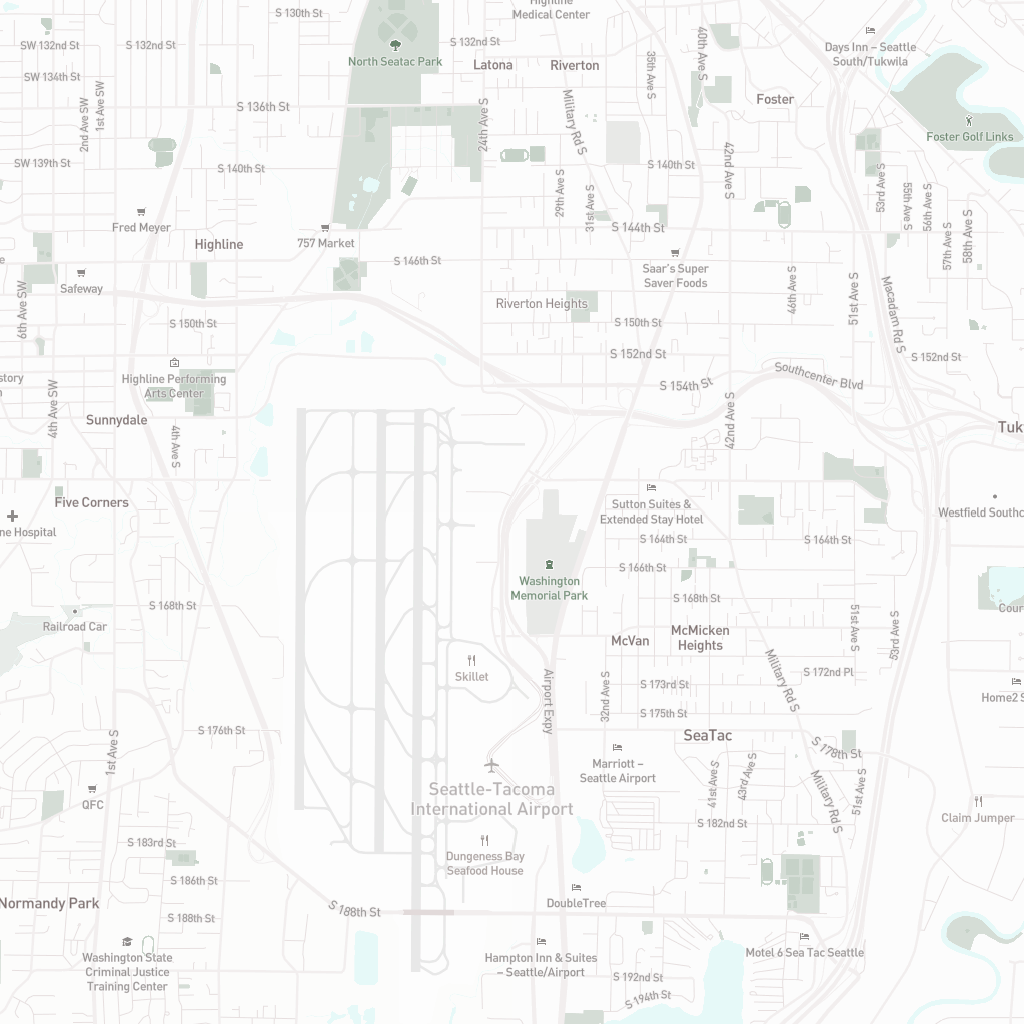 S 130th St
Highline
Medical Center
S 132nd St
SW 132nd St
S 132nd St
North Seatac Park
Latona
Riverton
40th Ave S
35th Ave S
Days Inn – Seattle
South/Tukwila
SW 134th St
2nd Ave SW
1st Ave SW
S 136th St
24th Ave S
Military Rd S
Foster
Foster Golf Links
SW 139th St
S 140th St
S 140th St
42nd Ave S
29th Ave S
31st Ave S
53rd Ave S
55th Ave S
56th Ave S
57th Ave S
58th Ave S
Fred Meyer
Highline
757 Market
S 144th St
S 146th St
Saar's Super
Saver Foods
46th Ave S
51st Ave S
Macadam Rd S
Safeway
6th Ave SW
Riverton Heights
S 150th St
S 150th St
S 152nd St
S 152nd St
Highline Performing
Arts Center
Southcenter Blvd
S 154th St
4th Ave SW
Sunnydale
4th Ave S
42nd Ave S
Five Corners
Sutton Suites &
Extended Stay Hotel
Westfield Southc
ne Hospital
S 164th St
S 164th St
S 166th St
Washington
Memorial Park
S 168th St
S 168th St
Railroad Car
McVan
McMicken
Heights
51st Ave S
53rd Ave S
Cour
Skillet
Airport Expy
32nd Ave S
S 173rd St
Military Rd S
S 172nd Pl
Home2 S
S 175th St
S 176th St
1st Ave S
SeaTac
S 178th St
Marriott –
Seattle Airport
41st Ave S
43rd Ave S
Military Rd S
51st Ave S
Seattle-Tacoma
International Airport
QFC
Claim Jumper
S 182nd St
S 183rd St
Dungeness Bay
Seafood House
S 186th St
Normandy Park
S 188th St
S 188th St
DoubleTree
Washington State
Criminal Justice
Training Center
Hampton Inn & Suites
– Seattle/Airport
Motel 6 Sea Tac Seattle
S 192nd St
S 194th St